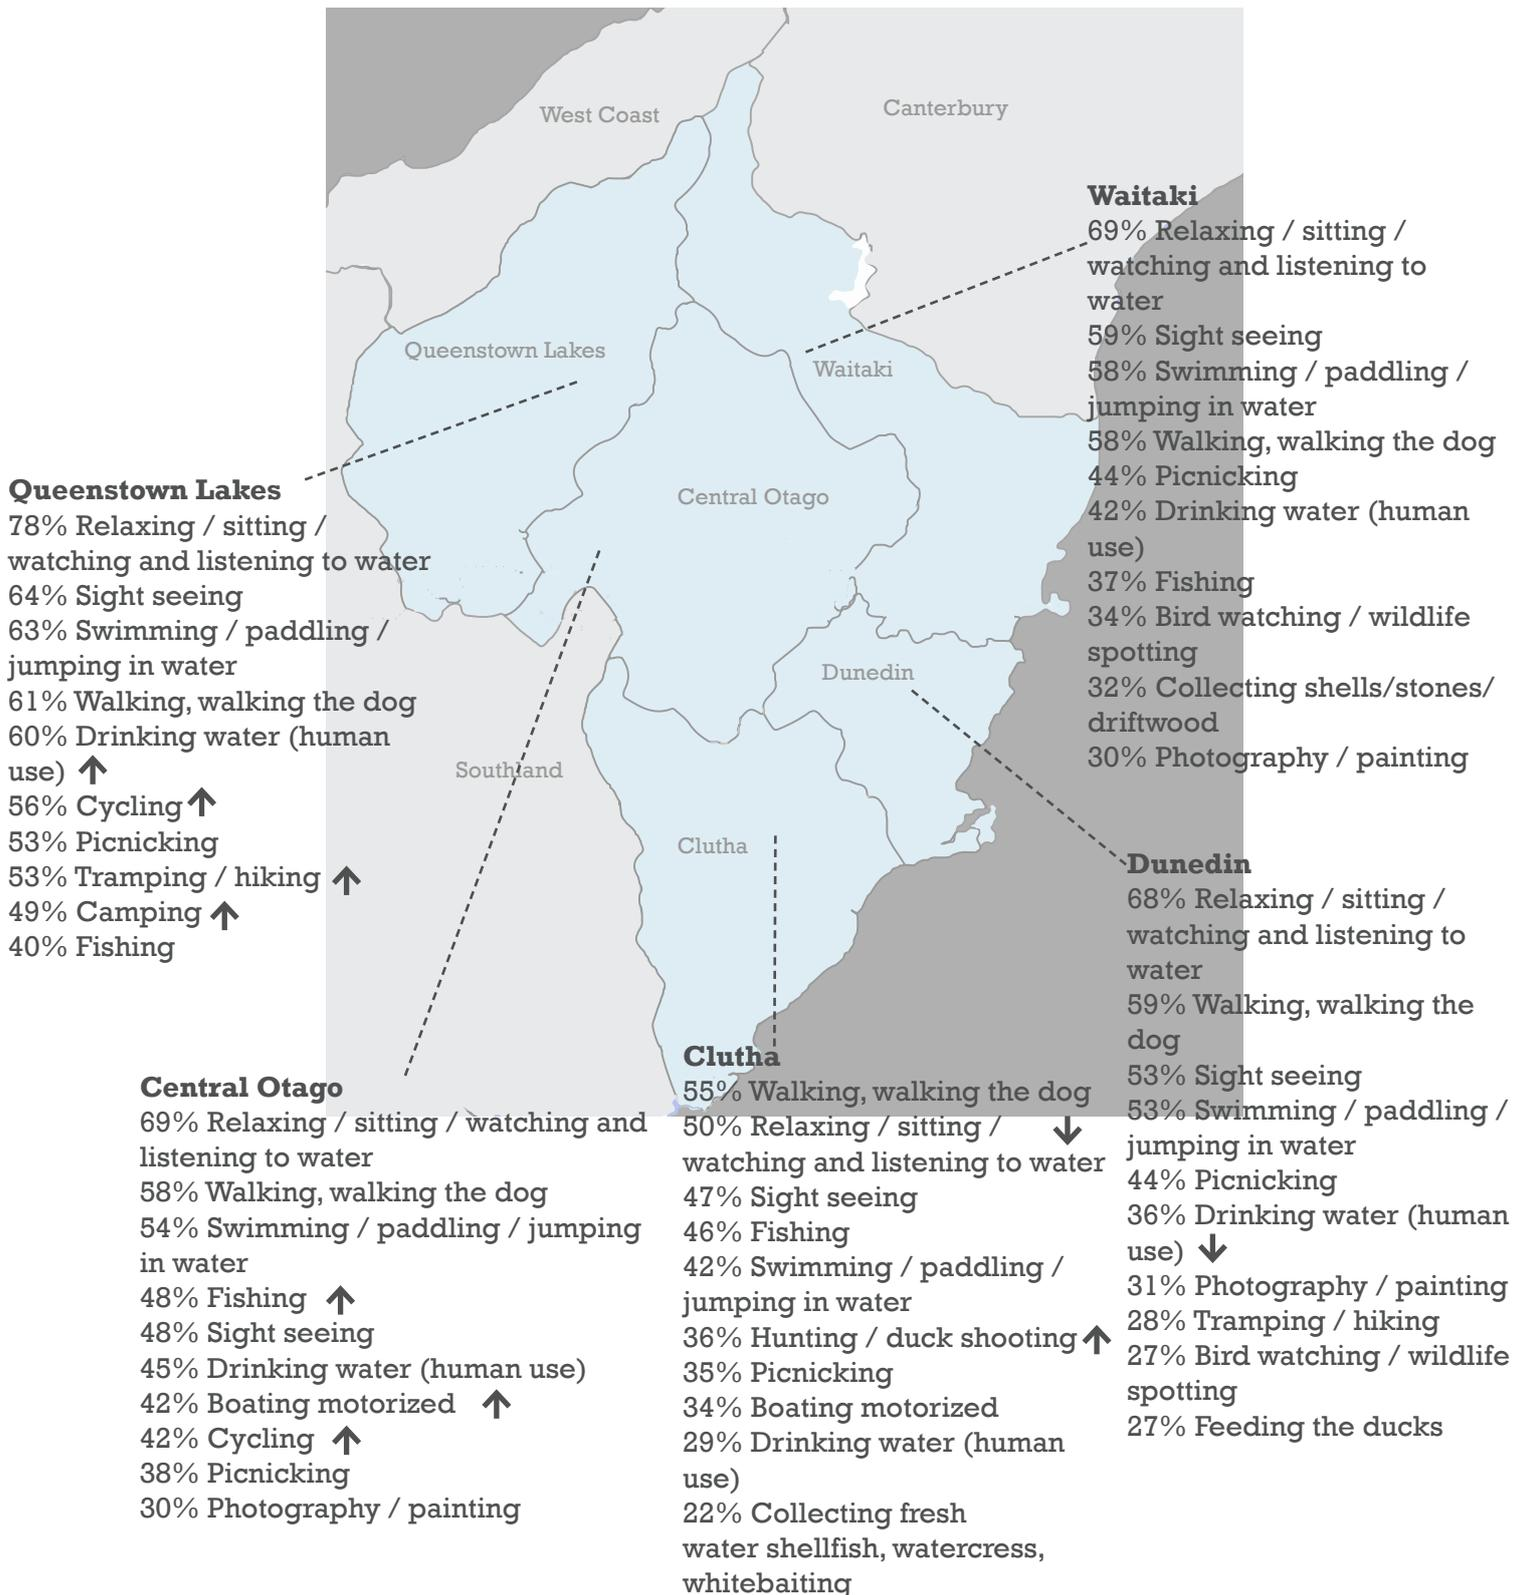 West Coast
Canterbury
Queenstown Lakes
Waitaki
Central Otago
Dunedin
Southland
Clutha
Waitaki
69% Relaxing / sitting /
watching and listening to
water
59% Sight seeing
58% Swimming / paddling /
jumping in water
58% Walking, walking the dog
44% Picnicking
42% Drinking water (human
use)
37% Fishing
34% Bird watching / wildlife
spotting
32% Collecting shells/stones/
driftwood
30% Photography / painting
Queenstown Lakes
78% Relaxing / sitting /
watching and listening to water
64% Sight seeing
63% Swimming / paddling /
jumping in water
61% Walking, walking the dog
60% Drinking water (human
use) ↑
56% Cycling ↑
53% Picnicking
53% Tramping / hiking ↑
49% Camping ↑
40% Fishing
Dunedin
68% Relaxing / sitting /
watching and listening to
water
59% Walking, walking the
dog
53% Sight seeing
53% Swimming / paddling /
jumping in water
44% Picnicking
36% Drinking water (human
use) ↓
31% Photography / painting
28% Tramping / hiking
27% Bird watching / wildlife
spotting
27% Feeding the ducks
Central Otago
69% Relaxing / sitting / watching and
listening to water
58% Walking, walking the dog
54% Swimming / paddling / jumping
in water
48% Fishing ↑
48% Sight seeing
45% Drinking water (human use)
42% Boating motorized ↑
42% Cycling ↑
38% Picnicking
30% Photography / painting
Clutha
55% Walking, walking the dog
50% Relaxing / sitting / ↓
watching and listening to water
47% Sight seeing
46% Fishing
42% Swimming / paddling /
jumping in water
36% Hunting / duck shooting ↑
35% Picnicking
34% Boating motorized
29% Drinking water (human
use)
22% Collecting fresh
water shellfish, watercress,
whitebaiting